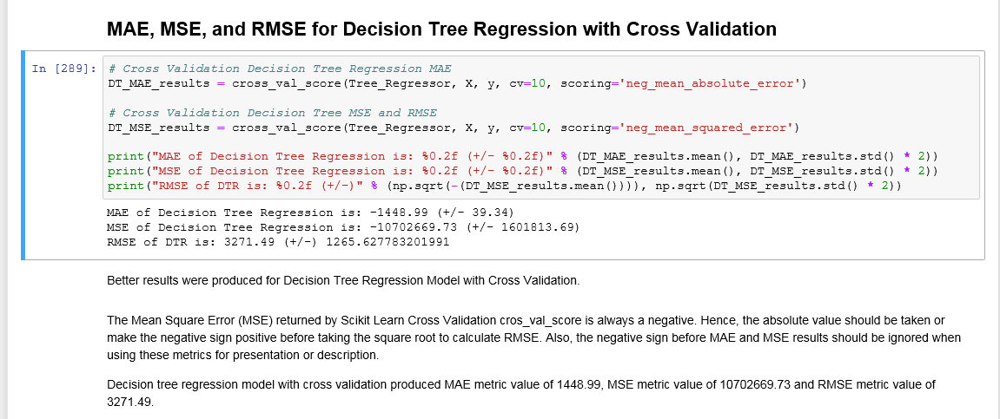 MAE, MSE, and RMSE for Decision Tree Regression with Cross Validation
In [289]:
# Cross Validation Decision Tree Regression MAE
DT_MAE_results = cross_val_score(Tree_Regressor, X, y, cv=10, scoring='neg_mean_absolute_error')
# Cross Validation Decision Tree MSE and RMSE
DT_MSE_results = cross_val_score(Tree_Regressor, X, y, cv=10, scoring='neg_mean_squared_error')
print("MAE of Decision Tree Regression is: %0.2f (+/- %0.2f)" % (DT_MAE_results.mean(), DT_MAE_results.std() * 2))
print("MSE of Decision Tree Regression is: %0.2f (+/- %0.2f)" % (DT_MSE_results.mean(), DT_MSE_results.std() * 2))
print("RMSE of DTR is: %0.2f (+/-)" % (np.sqrt(-(DT_MSE_results.mean()))), np.sqrt(DT_MSE_results.std() * 2))
MAE of Decision Tree Regression is: -1448.99 (+/- 39.34)
MSE of Decision Tree Regression is: -10702669.73 (+/- 1601813.69)
RMSE of DTR is: 3271.49 (+/-) 1265.627783201991
Better results were produced for Decision Tree Regression Model with Cross Validation.
The Mean Square Error (MSE) returned by Scikit Learn Cross Validation cros_val_score is always a negative. Hence, the absolute value should be taken or
make the negative sign positive before taking the square root to calculate RMSE. Also, the negative sign before MAE and MSE results should be ignored when
using these metrics for presentation or description.
Decision tree regression model with cross validation produced MAE metric value of 1448.99, MSE metric value of 10702669.73 and RMSE metric value of
3271.49.